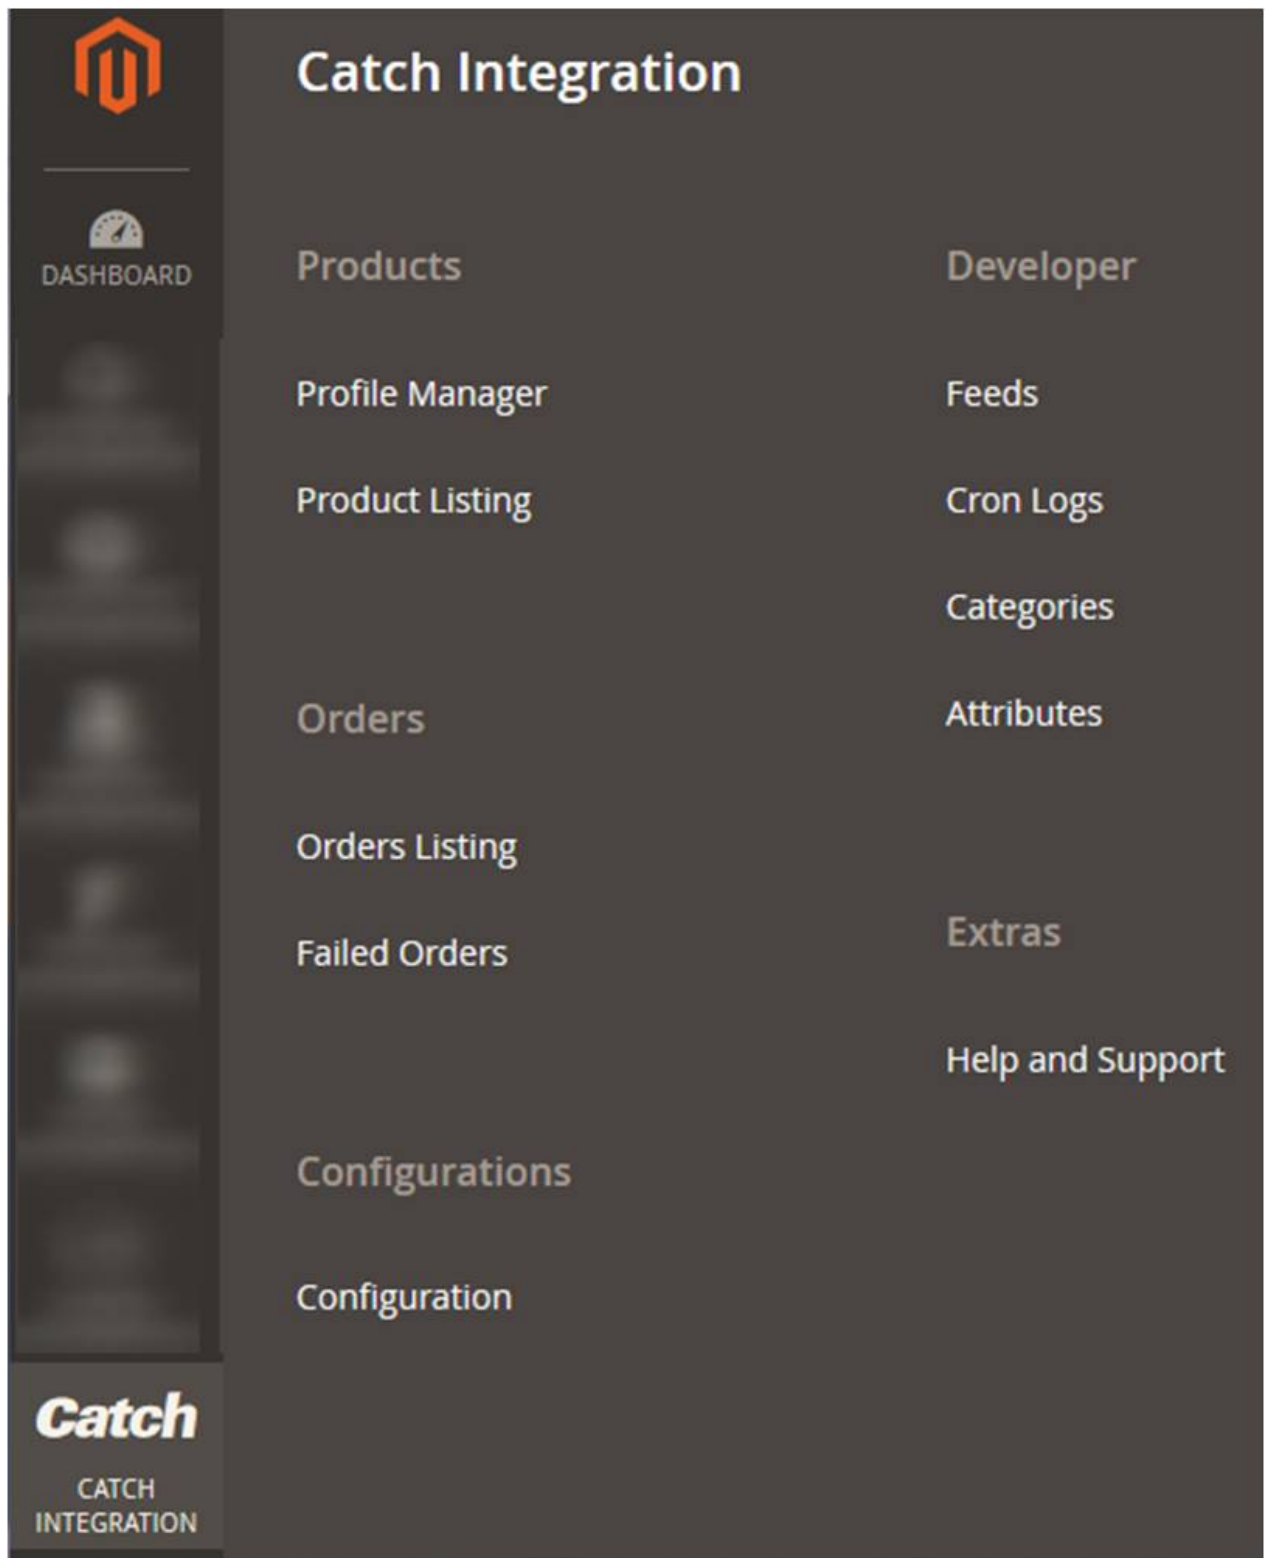 Catch Integration
DASHBOARD
Products
Profile Manager
Product Listing
Orders
Orders Listing
Failed Orders
Configurations
Configuration
Developer
Feeds
Cron Logs
Categories
Attributes
Extras
Help and Support
Catch
CATCH
INTEGRATION